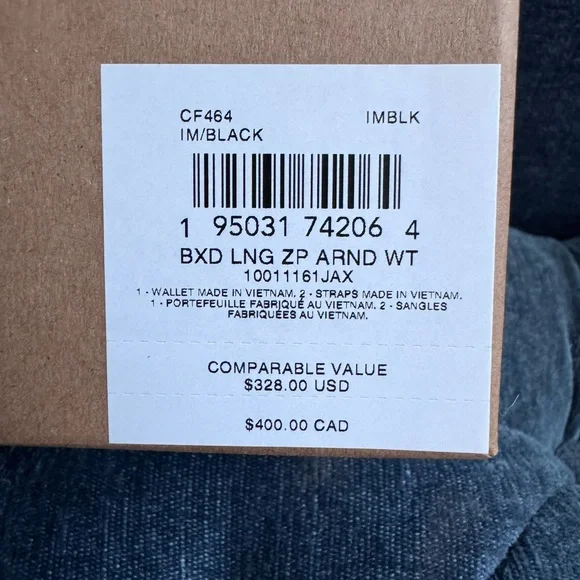 CF464 IMBLK
IM/BLACK
1 95031 74206 4
BXD LNG ZP ARND WT
10011161JAX
1 - WALLET MADE IN VIETNAM. 2 - STRAPS MADE IN VIETNAM.
1 - PORTEFEUILLE FABRIQUÉ AU VIETNAM. 2 - SANGLES
FABRIQUÉES AU VIETNAM.
COMPARABLE VALUE
$328.00 USD
$400.00 CAD